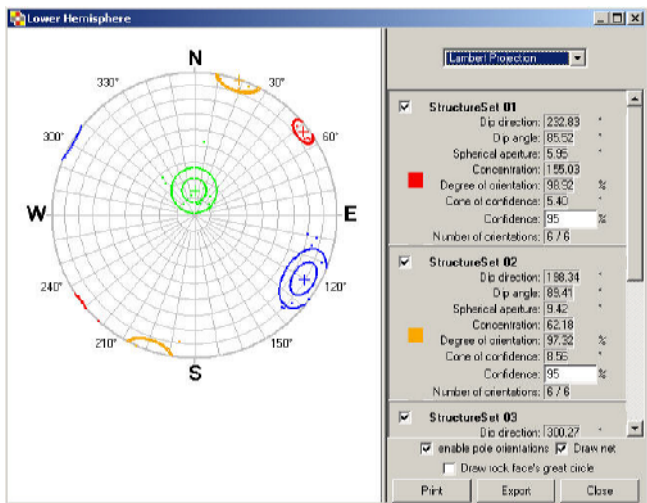 Lower Hemisphere
N
330°
30°
300°
60°
W
E
240°
120°
210°
150°
S
Lambert Projection
StructureSet 01
Dip direction: 232.83 °
Dip angle: 85.52 °
Spherical aperture: 5.95 °
Concentration: 155.03
Degree of orientation: 98.92 %
Cone of confidence: 5.40 °
Confidence: 95 %
Number of orientations: 6 / 6
StructureSet 02
Dip direction: 198.34 °
Dip angle: 89.41 °
Spherical aperture: 9.42 °
Concentration: 62.18
Degree of orientation: 97.32 %
Cone of confidence: 8.56 °
Confidence: 95 %
Number of orientations: 6 / 6
StructureSet 03
Dip direction: 300.27 °
enable pole orientations Draw net
Draw rock face's great circle
Print Export Close